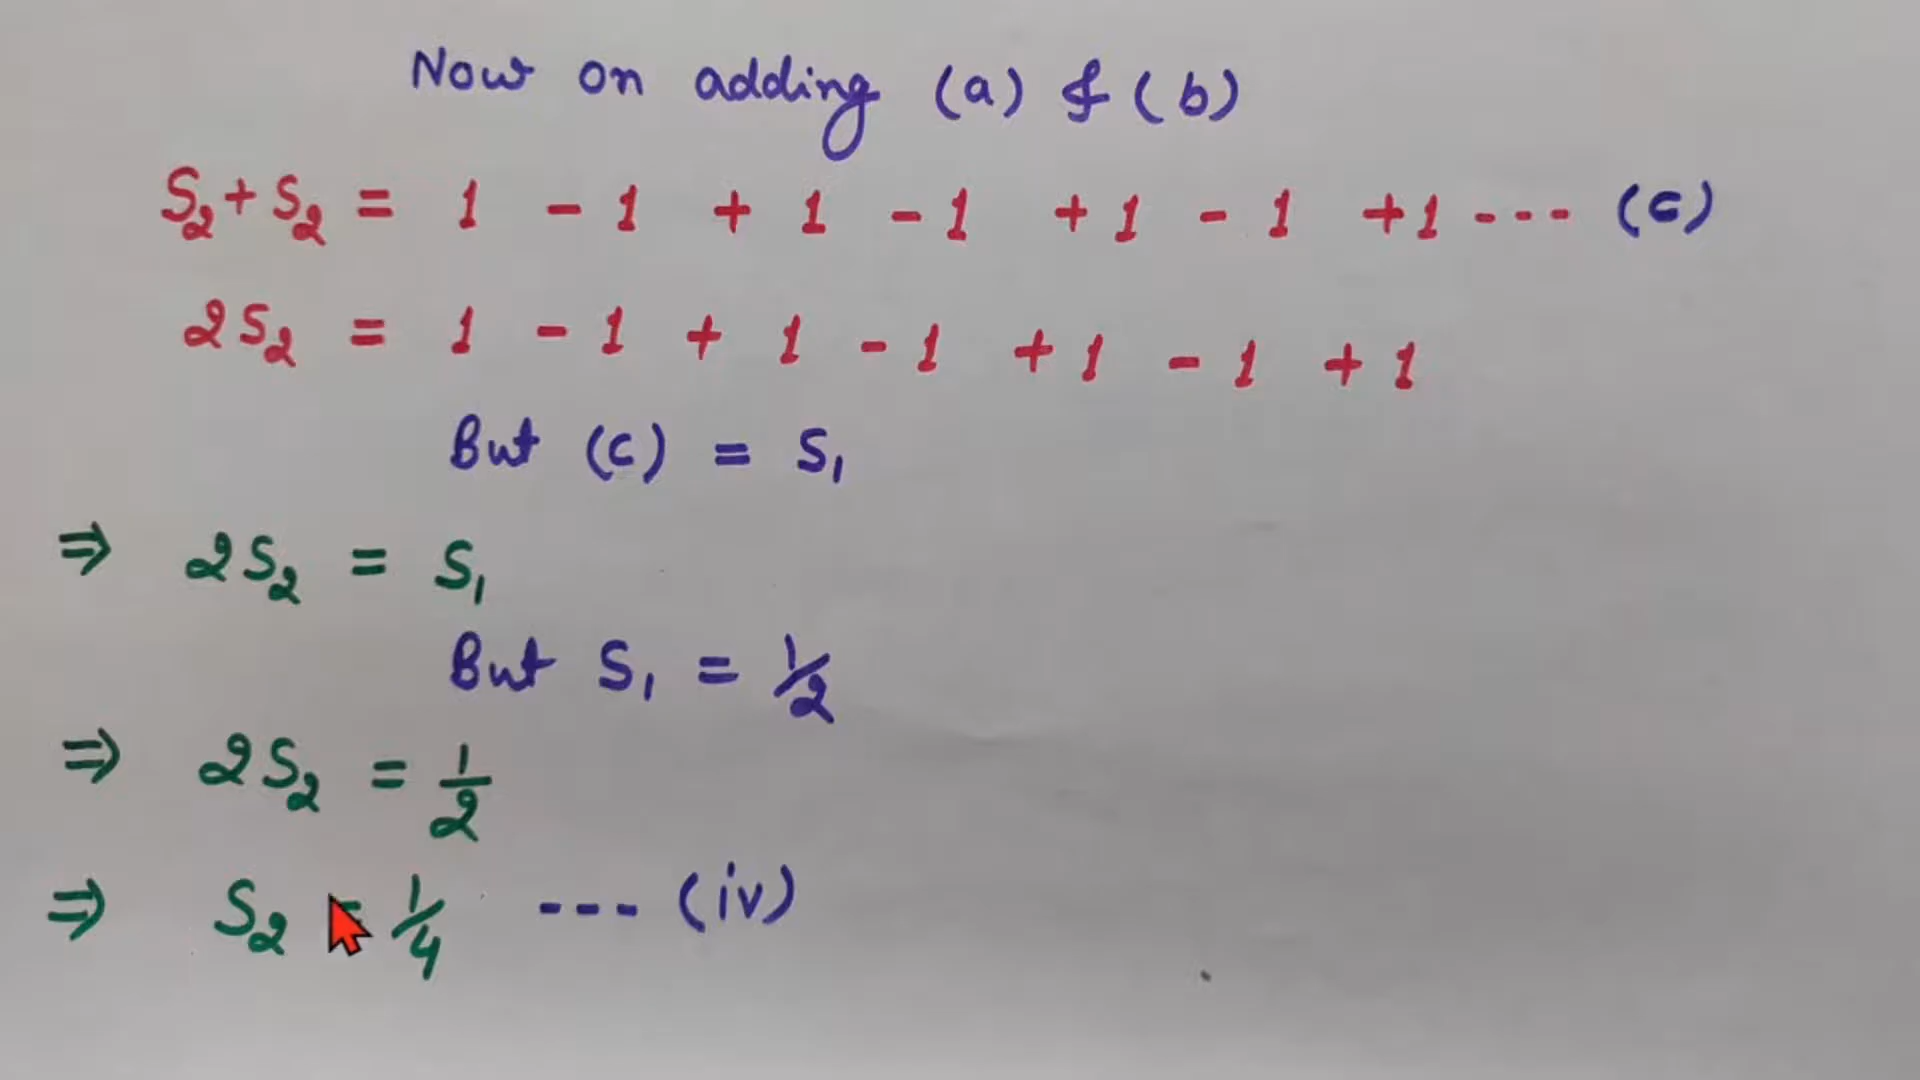 Now on adding (a) & (b)
S₂ + S₂ = 1 - 1 + 1 - 1 + 1 - 1 + 1 --- (c)
2S₂ = 1 - 1 + 1 - 1 + 1 - 1 + 1
But (c) = S₁
⇒ 2S₂ = S₁
But S₁ = 1/2
⇒ 2S₂ = 1/2
⇒ S₂ = 1/4 --- (iv)